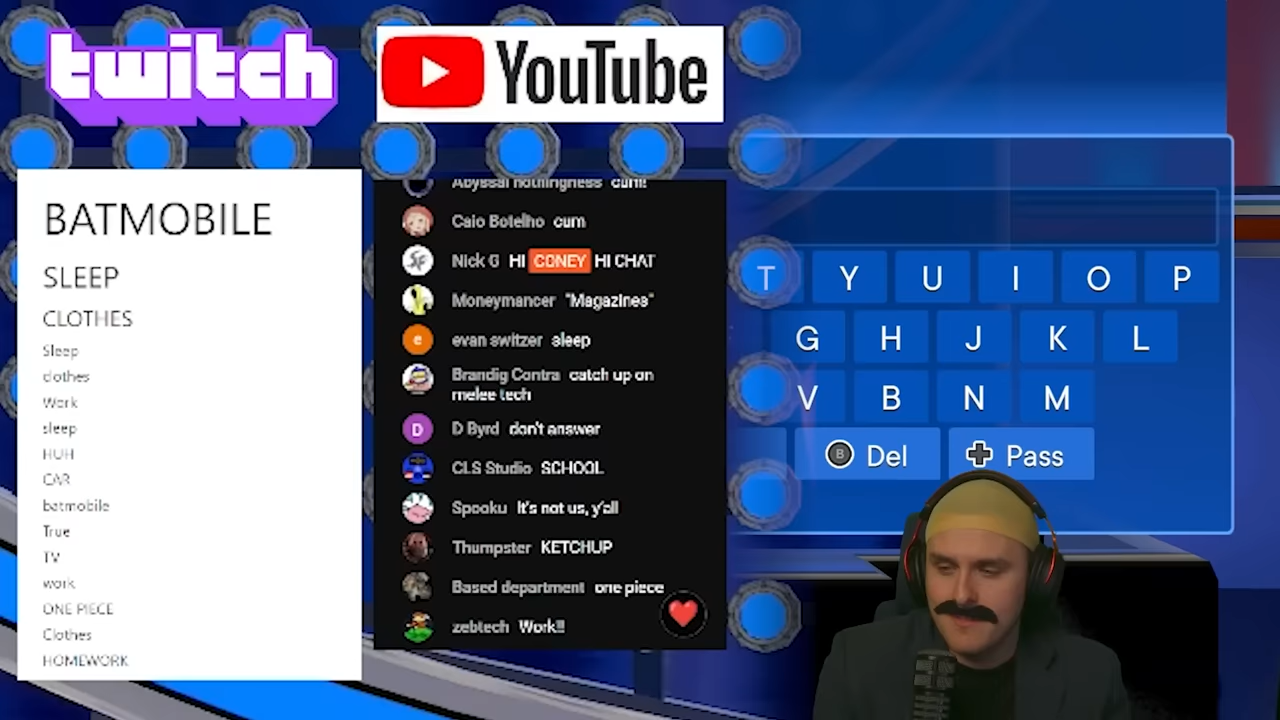 twitch
YouTube
BATMOBILE
SLEEP
CLOTHES
Sleep
clothes
Work
sleep
HUH
CAR
batmobile
True
TV
work
ONE PIECE
Clothes
HOMEWORK
Abyssal nothingness cum!
Caio Botelho cum
Nick G HI CONEY HI CHAT
Moneymancer "Magazines"
e evan switzer sleep
Brandig Contra catch up on
melee tech
D D Byrd don't answer
CLS Studio SCHOOL
Spooku It's not us, y'all
Thumpster KETCHUP
Based department one piece
zebtech Work!!
T Y U I O P
G H J K L
V B N M
B Del Pass